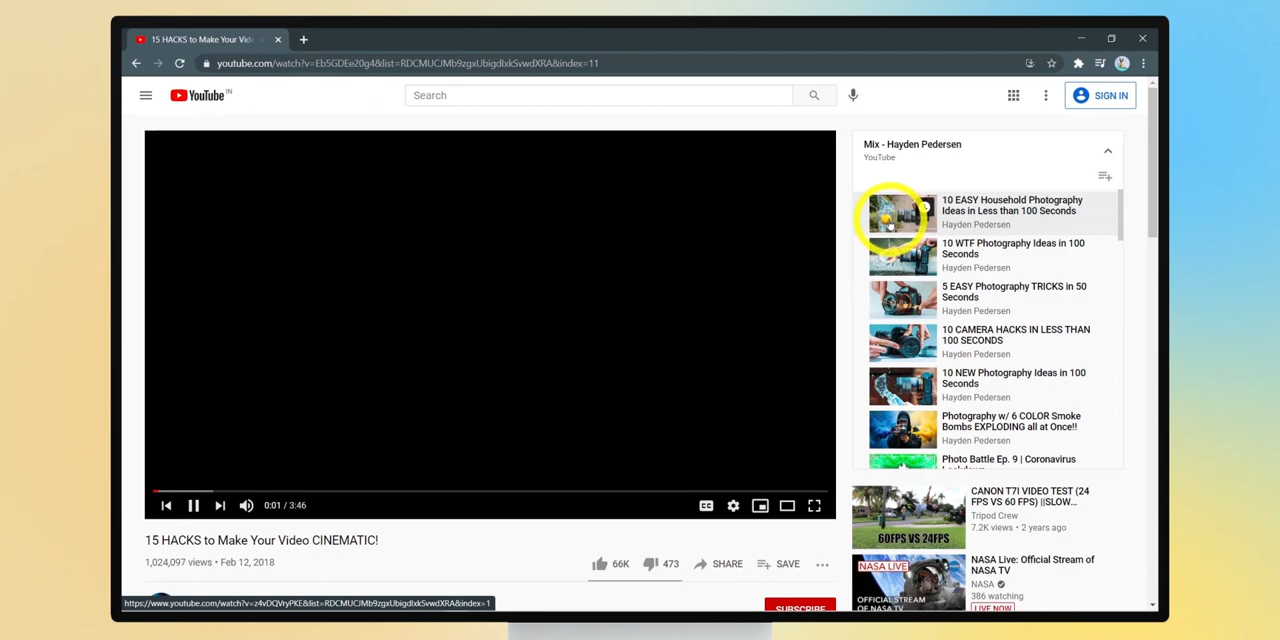 15 HACKS to Make Your Vid
youtube.com/watch?v=Eb5GDEe20g4&list=RDCMUCJMb9zgxUbigdlxkSvwdXRA&index=11
YouTube IN
Search
SIGN IN
Mix - Hayden Pedersen
YouTube
10 EASY Household Photography
Ideas in Less than 100 Seconds
Hayden Pedersen
10 WTF Photography Ideas in 100
Seconds
Hayden Pedersen
5 EASY Photography TRICKS in 50
Seconds
Hayden Pedersen
10 CAMERA HACKS IN LESS THAN
100 SECONDS
Hayden Pedersen
10 NEW Photography Ideas in 100
Seconds
Hayden Pedersen
Photography w/ 6 COLOR Smoke
Bombs EXPLODING all at Once!!
Hayden Pedersen
Photo Battle Ep. 9 | Coronavirus
Lockdown
CC
0:01 / 3:46
15 HACKS to Make Your Video CINEMATIC!
1,024,097 views • Feb 12, 2018
66K
473
SHARE
SAVE
SUBSCRIBE
60FPS VS 24FPS
CANON T7I VIDEO TEST (24
FPS VS 60 FPS) ||SLOW...
Tripod Crew
7.2K views • 2 years ago
NASA LIVE
OFFICIAL STREAM
OF NASA TV
NASA Live: Official Stream of
NASA TV
NASA
386 watching
LIVE NOW
https://www.youtube.com/watch?v=z4vDQVryPKE&list=RDCMUCJMb9zgxUbigdlxkSvwdXRA&index=1